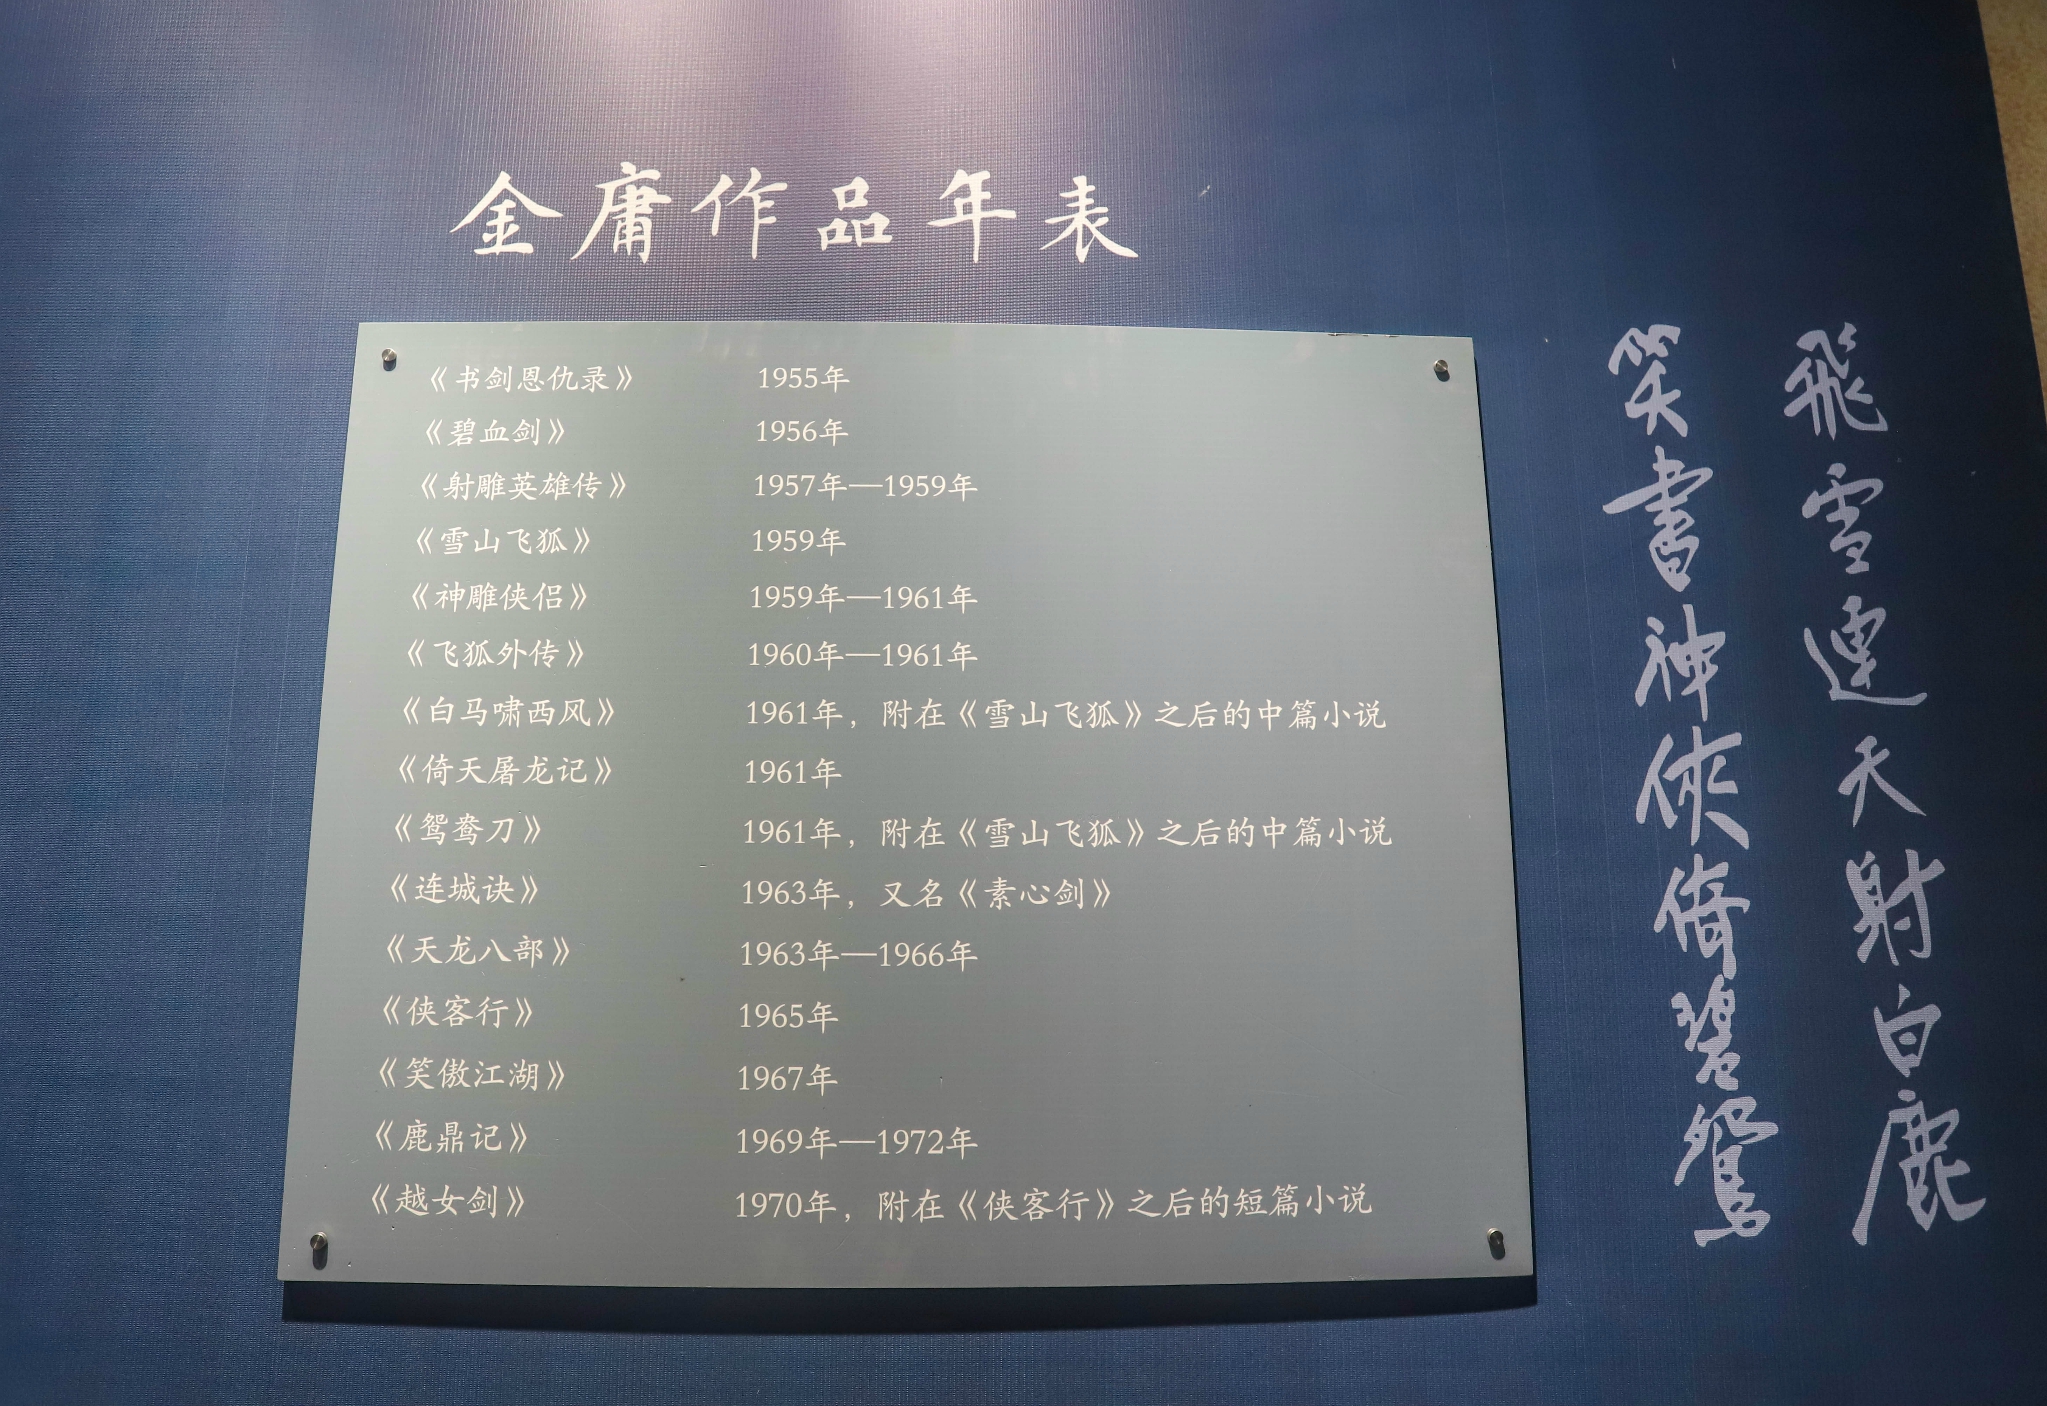 金庸作品年表
《书剑恩仇录》 1955年
《碧血剑》 1956年
《射雕英雄传》 1957年—1959年
《雪山飞狐》 1959年
《神雕侠侣》 1959年—1961年
《飞狐外传》 1960年—1961年
《白马啸西风》 1961年，附在《雪山飞狐》之后的中篇小说
《倚天屠龙记》 1961年
《鸳鸯刀》 1961年，附在《雪山飞狐》之后的中篇小说
《连城诀》 1963年，又名《素心剑》
《天龙八部》 1963年—1966年
《侠客行》 1965年
《笑傲江湖》 1967年
《鹿鼎记》 1969年—1972年
《越女剑》 1970年，附在《侠客行》之后的短篇小说
飛雪連天射白鹿
笑書神俠倚碧鴛